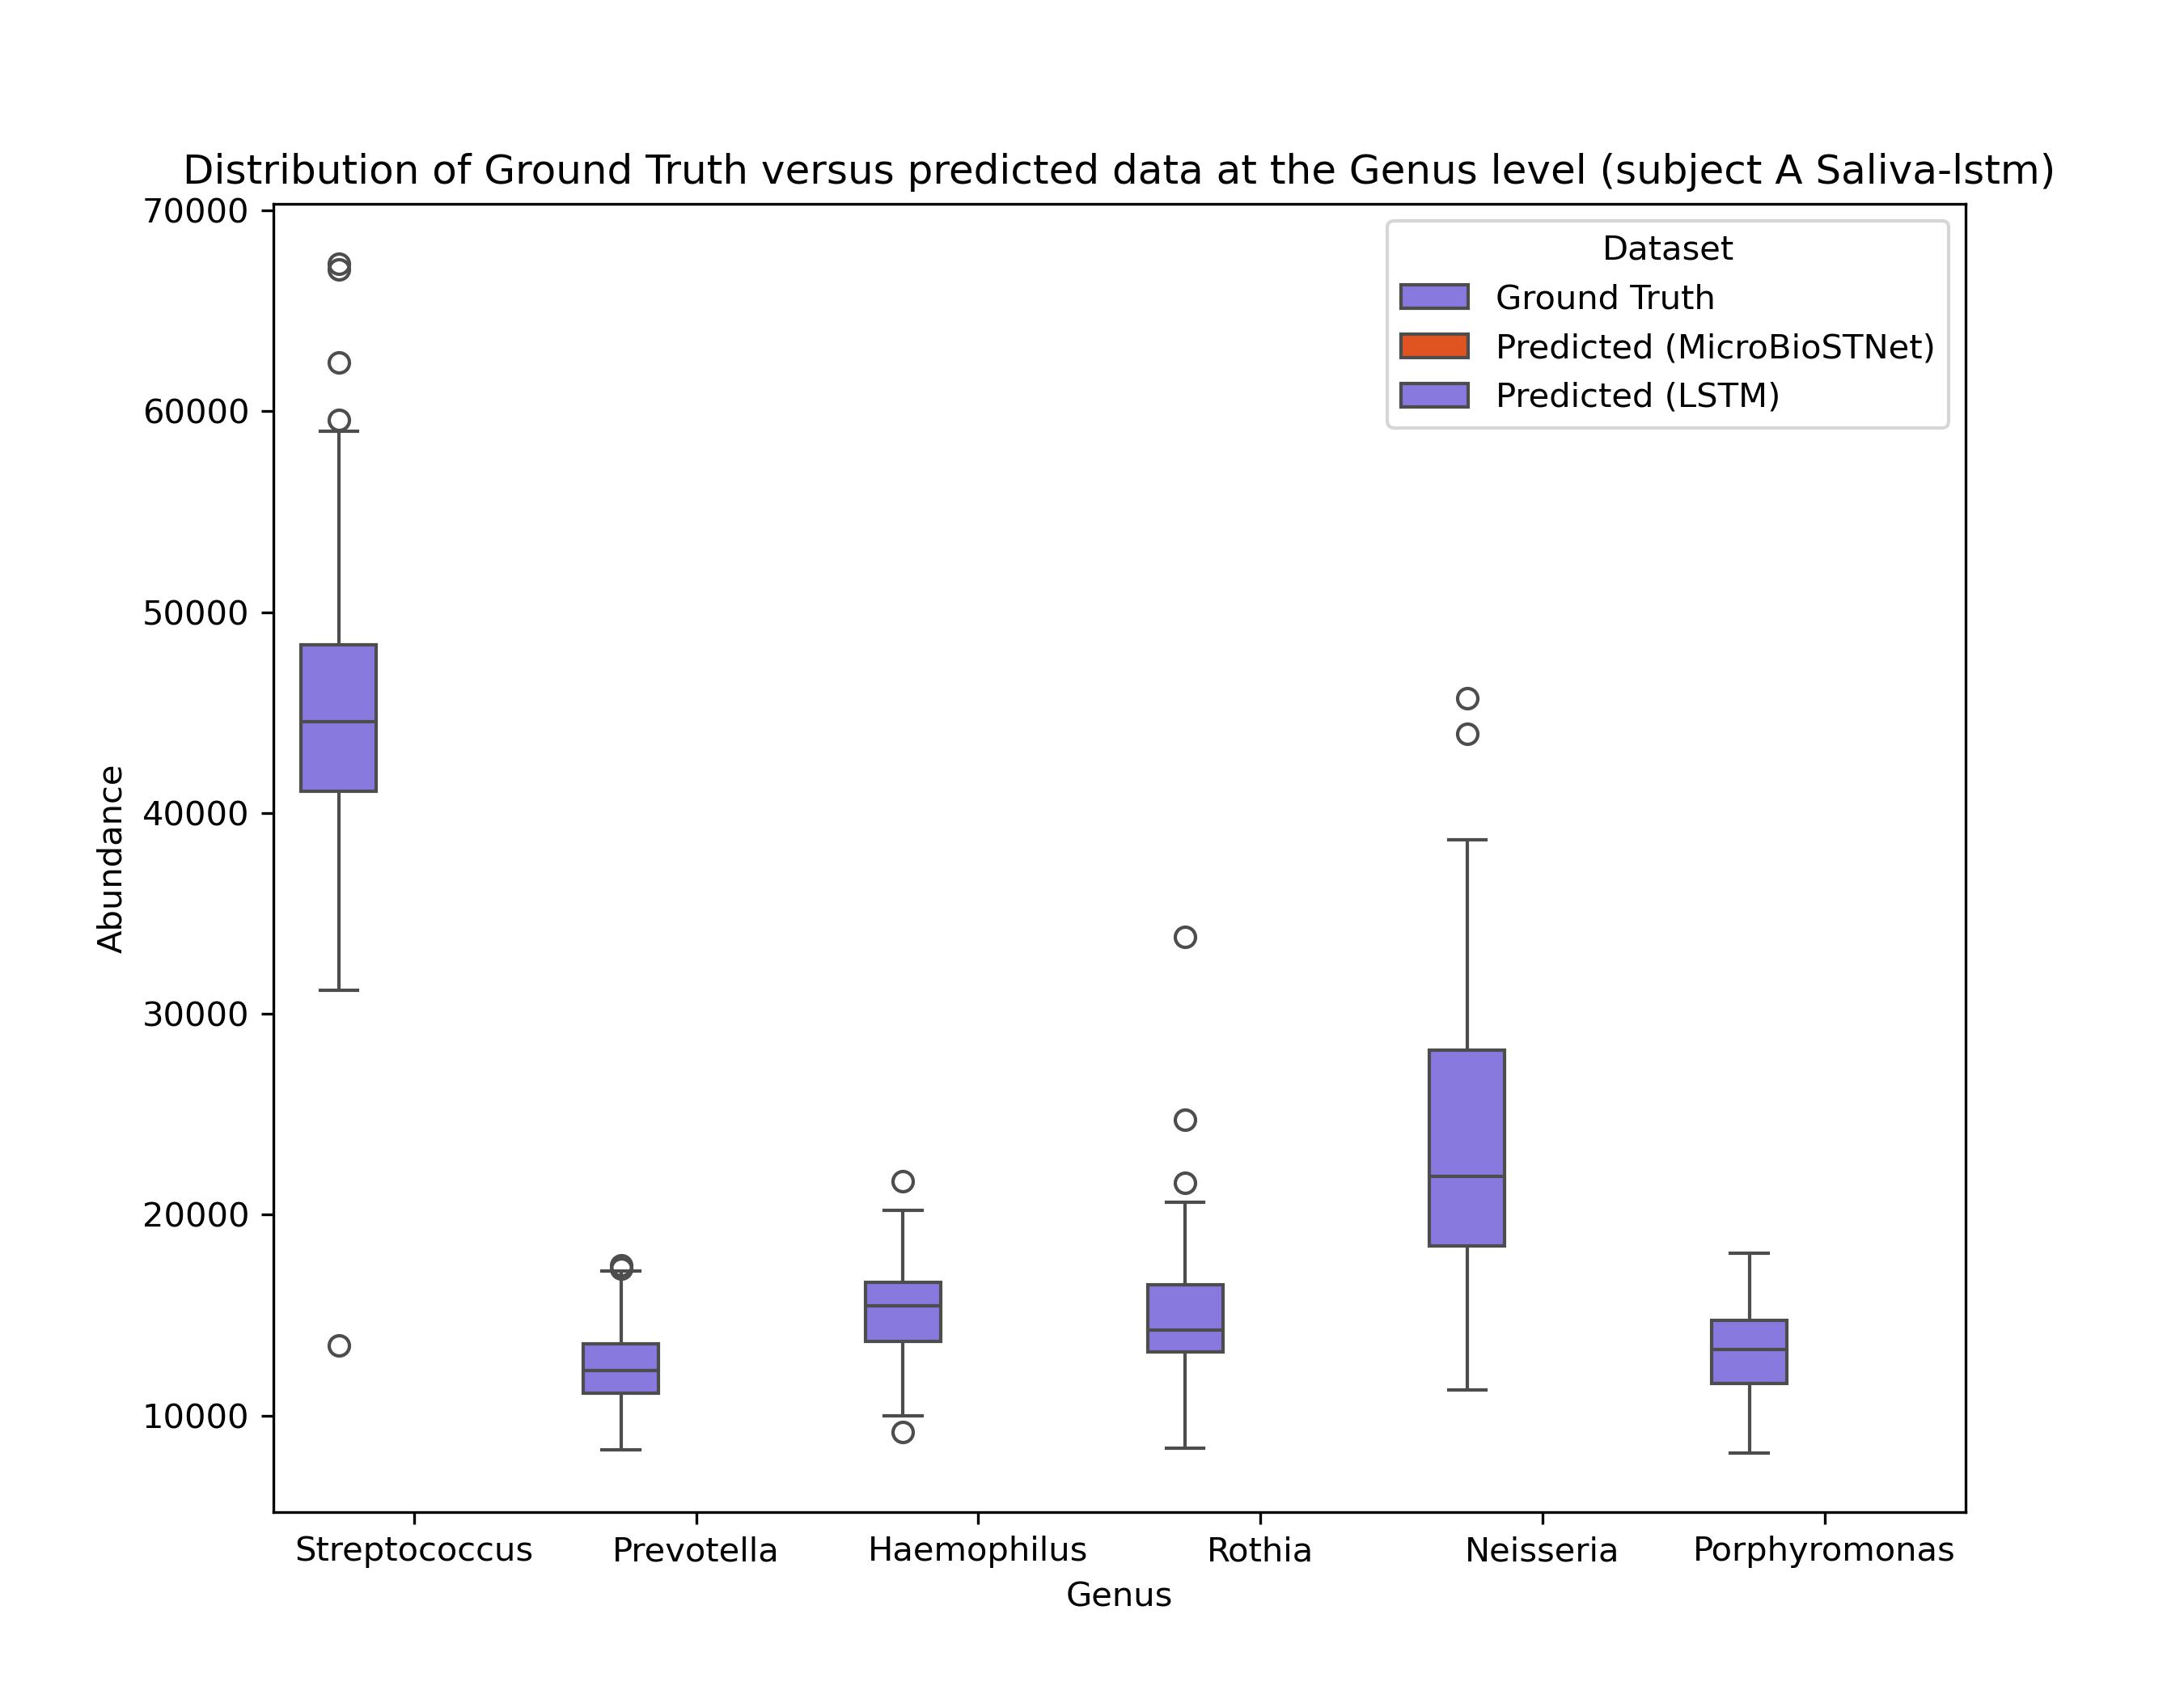 Distribution of Ground Truth versus predicted data at the Genus level (subject A Saliva-lstm)
70000
60000
50000
40000
30000
20000
10000
Abundance
Dataset
Ground Truth
Predicted (MicroBioSTNet)
Predicted (LSTM)
Streptococcus
Prevotella
Haemophilus
Rothia
Neisseria
Porphyromonas
Genus